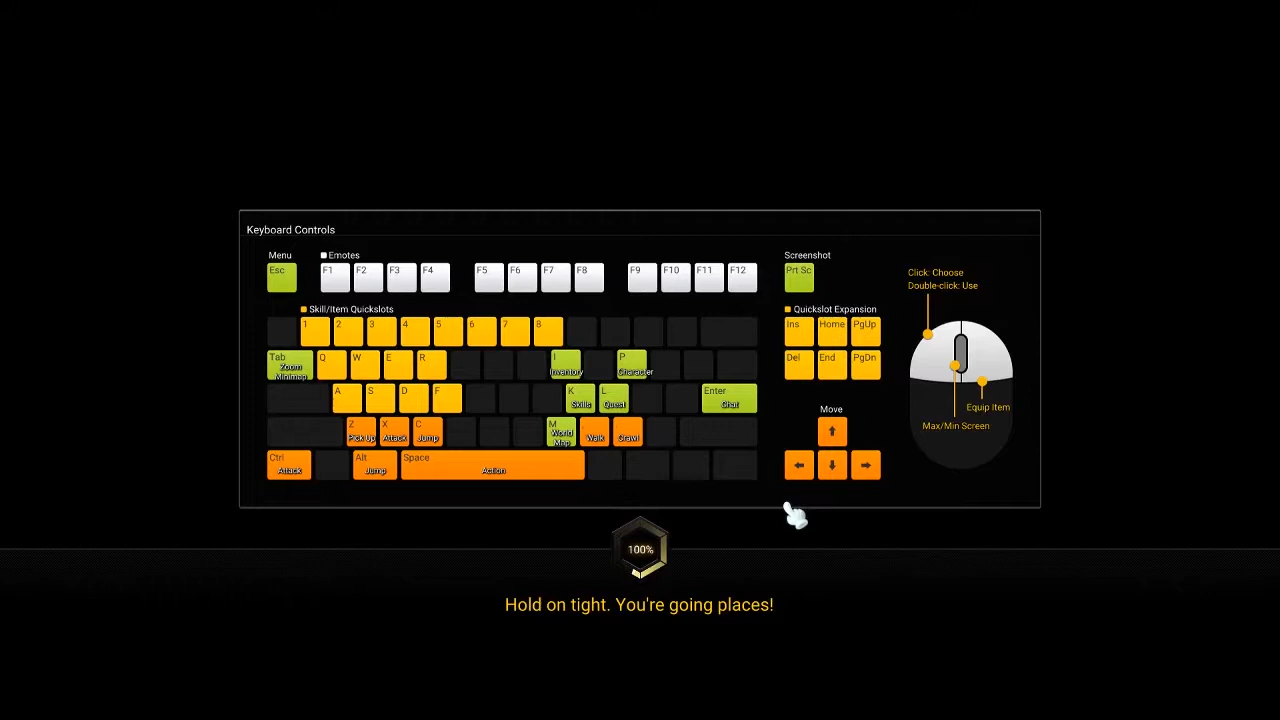 Keyboard Controls
Menu
Emotes
Screenshot
Esc
F1 F2 F3 F4 F5 F6 F7 F8 F9 F10 F11 F12
Prt Sc
Click: Choose
Double-click: Use
Skill/Item Quickslots
Quickslot Expansion
1 2 3 4 5 6 7 8
Ins Home PgUp
Tab Q W E R I P
Zoom Minimap Inventory Character
Del End PgDn
A S D F K L Enter
Skills Quest Chat
Equip Item
Move
Z X C M
Pick Up Attack Jump World Map Walk Crawl
Max/Min Screen
Ctrl Alt Space
Attack Jump Action
100%
Hold on tight. You're going places!